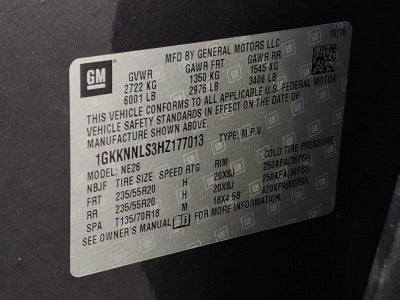 10/16
MFD BY GENERAL MOTORS LLC
GM
GVWR GAWR FRT GAWR RR
2722 KG 1350 KG 1545 KG
6001 LB 2976 LB 3406 LB
THIS VEHICLE CONFORMS TO ALL APPLICABLE U.S. FEDERAL MOTOR
VEHICLE SAFETY STANDARDS IN EFFECT ON THE DATE OF
MANUFACTURE SHOWN ABOVE.
1GKKNNLS3HZ177013 TYPE: M.P.V.
MODEL: NE26
NBJF TIRE SIZE SPEED RTG RIM COLD TIRE PRESSURE
FRT 235/55R20 H 20X8J 250KPA(36PSI)
RR 235/55R20 H 20X8J 250KPA(36PSI)
SPA T135/70R18 M 18X4.5B 420KPA(60PSI)
SEE OWNER'S MANUAL FOR MORE INFORMATION